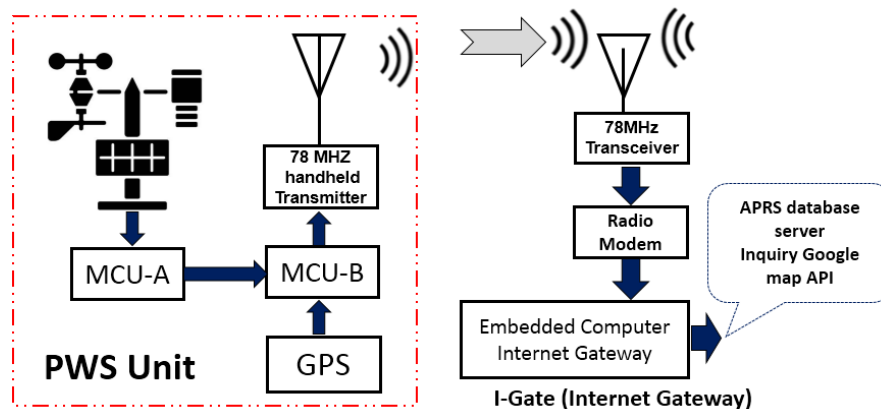 78 MHZ
handheld
Transmitter
MCU-A
MCU-B
GPS
PWS Unit
78MHz
Transceiver
Radio
Modem
Embedded Computer
Internet Gateway
APRS database
server
Inquiry Google
map API
I-Gate (Internet Gateway)